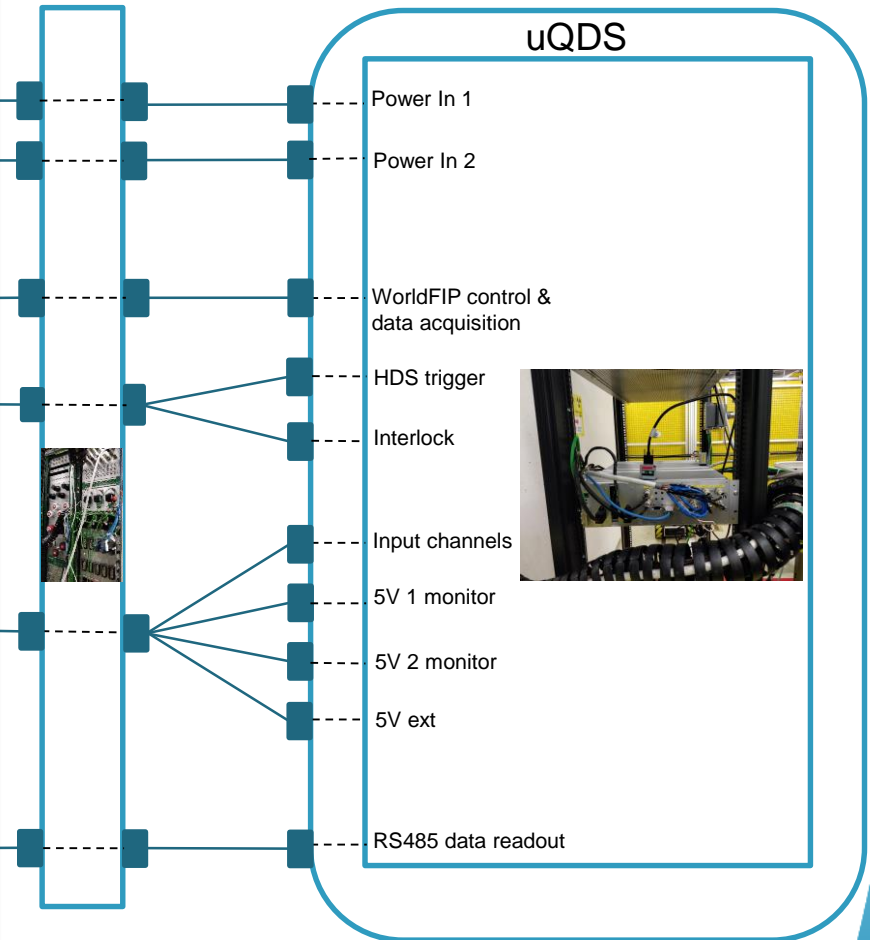 uQDS
Power In 1
Power In 2
WorldFIP control &
data acquisition
HDS trigger
Interlock
Input channels
5V 1 monitor
5V 2 monitor
5V ext
RS485 data readout